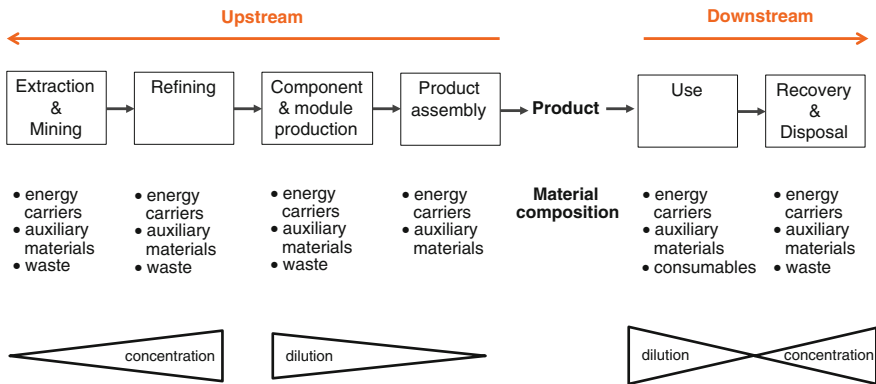 Upstream
Downstream
Extraction
&
Mining
Refining
Component
& module
production
Product
assembly
Product
Use
Recovery
&
Disposal
• energy
carriers
• auxiliary
materials
• waste
• energy
carriers
• auxiliary
materials
• waste
• energy
carriers
• auxiliary
materials
• waste
• energy
carriers
• auxiliary
materials
Material
composition
• energy
carriers
• auxiliary
materials
• consumables
• energy
carriers
• auxiliary
materials
• waste
concentration
dilution
dilution
concentration